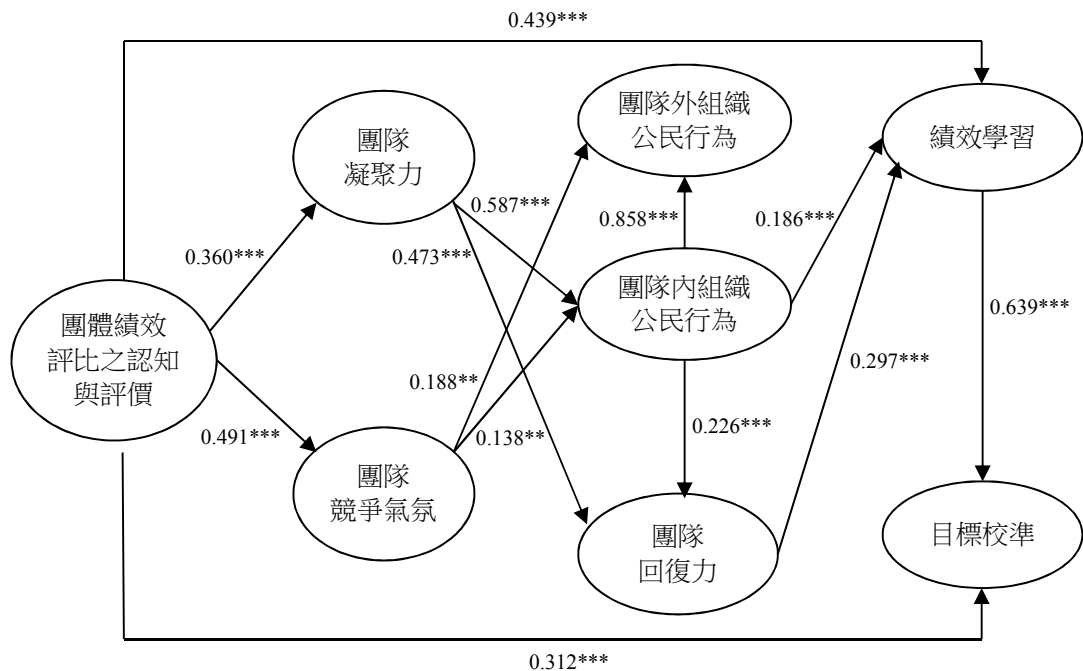 0.439***
團隊
凝聚力
團隊外組織
公民行為
績效學習
0.360***
0.587***
0.473***
0.858***
0.186***
團體績效
評比之認知
與評價
團隊內組織
公民行為
0.639***
0.491***
0.188**
0.138**
0.226***
0.297***
團隊
競爭氣氛
團隊
回復力
目標校準
0.312***